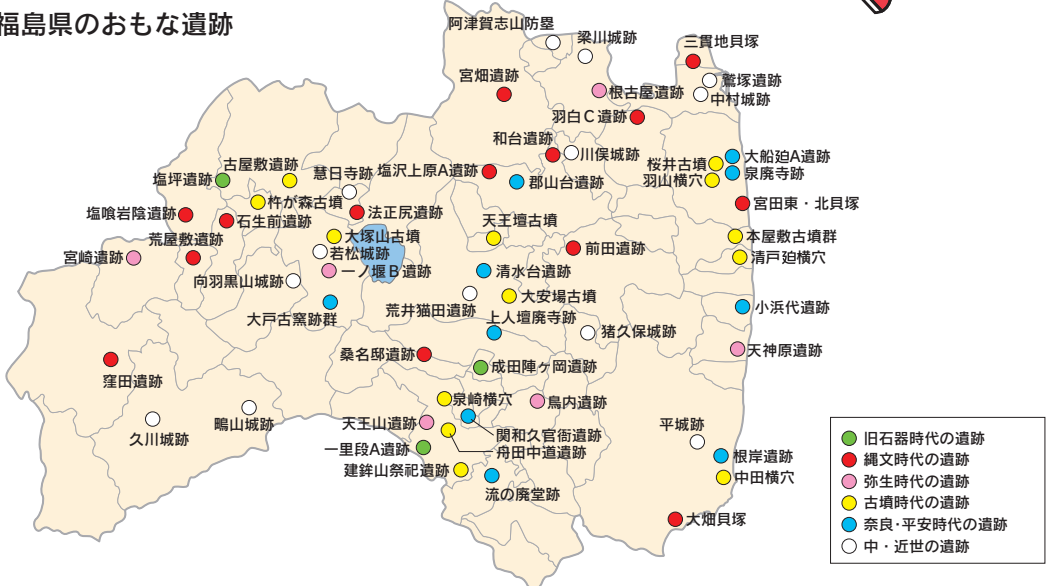 福島県のおもな遺跡
阿津賀志山防塁
梁川城跡
三貫地貝塚
宮畑遺跡
鷲塚遺跡
根古屋遺跡
中村城跡
羽白C遺跡
和台遺跡
川俣城跡
大船廹A遺跡
古屋敷遺跡
桜井古墳
慧日寺跡
塩沢上原A遺跡
泉廃寺跡
塩坪遺跡
郡山台遺跡
羽山横穴
杵が森古墳
宮田東・北貝塚
塩喰岩陰遺跡
法正尻遺跡
石生前遺跡
天王壇古墳
荒屋敷遺跡
大塚山古墳
本屋敷古墳群
前田遺跡
若松城跡
宮崎遺跡
清戸廹横穴
一ノ堰B遺跡
清水台遺跡
向羽黒山城跡
大安場古墳
荒井猫田遺跡
小浜代遺跡
大戸古窯跡群
上人壇廃寺跡
猪久保城跡
天神原遺跡
桑名邸遺跡
成田陣ヶ岡遺跡
窪田遺跡
泉崎横穴
鳥内遺跡
鴫山城跡
天王山遺跡
平城跡
久川城跡
関和久官衙遺跡
一里段A遺跡
舟田中道遺跡
根岸遺跡
建鉾山祭祀遺跡
中田横穴
流の廃堂跡
大畑貝塚
旧石器時代の遺跡
縄文時代の遺跡
弥生時代の遺跡
古墳時代の遺跡
奈良・平安時代の遺跡
中・近世の遺跡